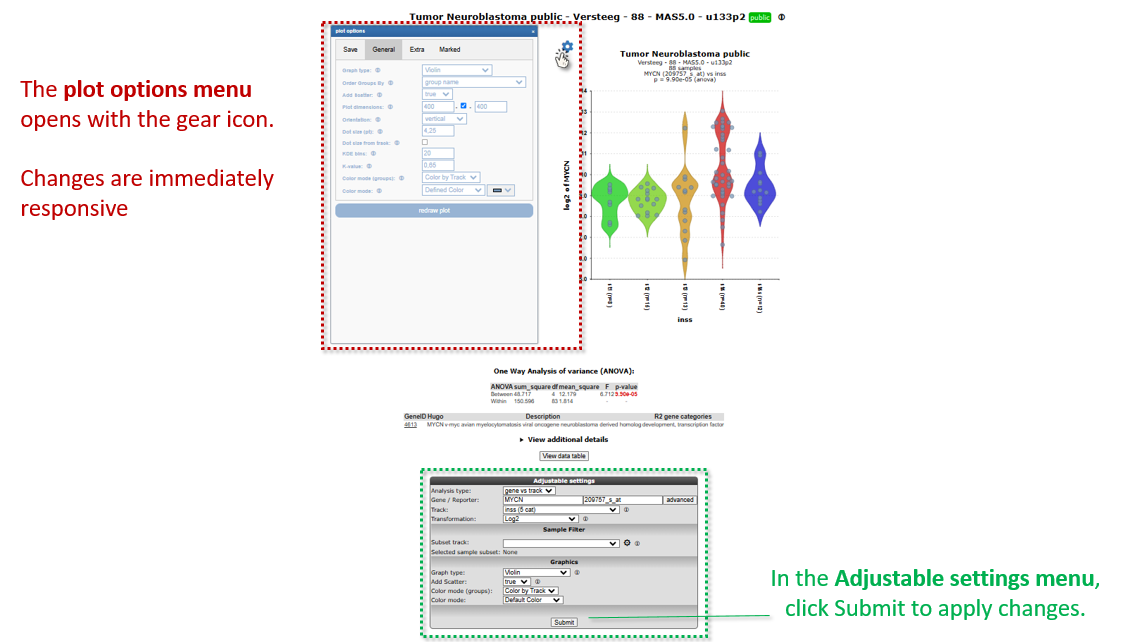 Tumor Neuroblastoma public - Versteeg - 88 - MAS5.0 - u133p2 public
plot options
Save General Extra Marked
Graph type: Violin
Order Groups By group name
Add Scatter: true
Plot dimensions: 400 - 400
Orientation: vertical
Dot size (pt): 4.28
Dot size from track:
20
0.65
Color mode (groups): Color by Track
Color mode: Defined Color
redraw plot
The plot options menu
opens with the gear icon.
Changes are immediately
responsive
Tumor Neuroblastoma public
Versteeg - 88 - MAS5.0 - u133p2
88 samples
MYCN (209757_s_at) vs inss
p = 9.90e-05 (anova)
log2 of MYCN
inss
One Way Analysis of variance (ANOVA):
ANOVA sum_square df mean_square F p-value
Between 48.717 4 12.179 6.712 9.90e-05
Within 150.596 83 1.814 - -
GeneID Hugo Description R2 gene categories
4613 MYCN v-myc avian myelocytomatosis viral oncogene neuroblastoma derived homolog development, transcription factor
► View additional details
View data table
Adjustable settings
Analysis type: gene vs track
Gene / Reporter: MYCN 209757_s_at advanced
Track: inss (5 cat)
Transformation: Log2
Sample Filter
Subset track:
Selected sample subset: None
Graphics
Graph type: Violin
Add Scatter: true
Color mode (groups): Color by Track
Color mode: Default Color
Submit
In the Adjustable settings menu,
click Submit to apply changes.